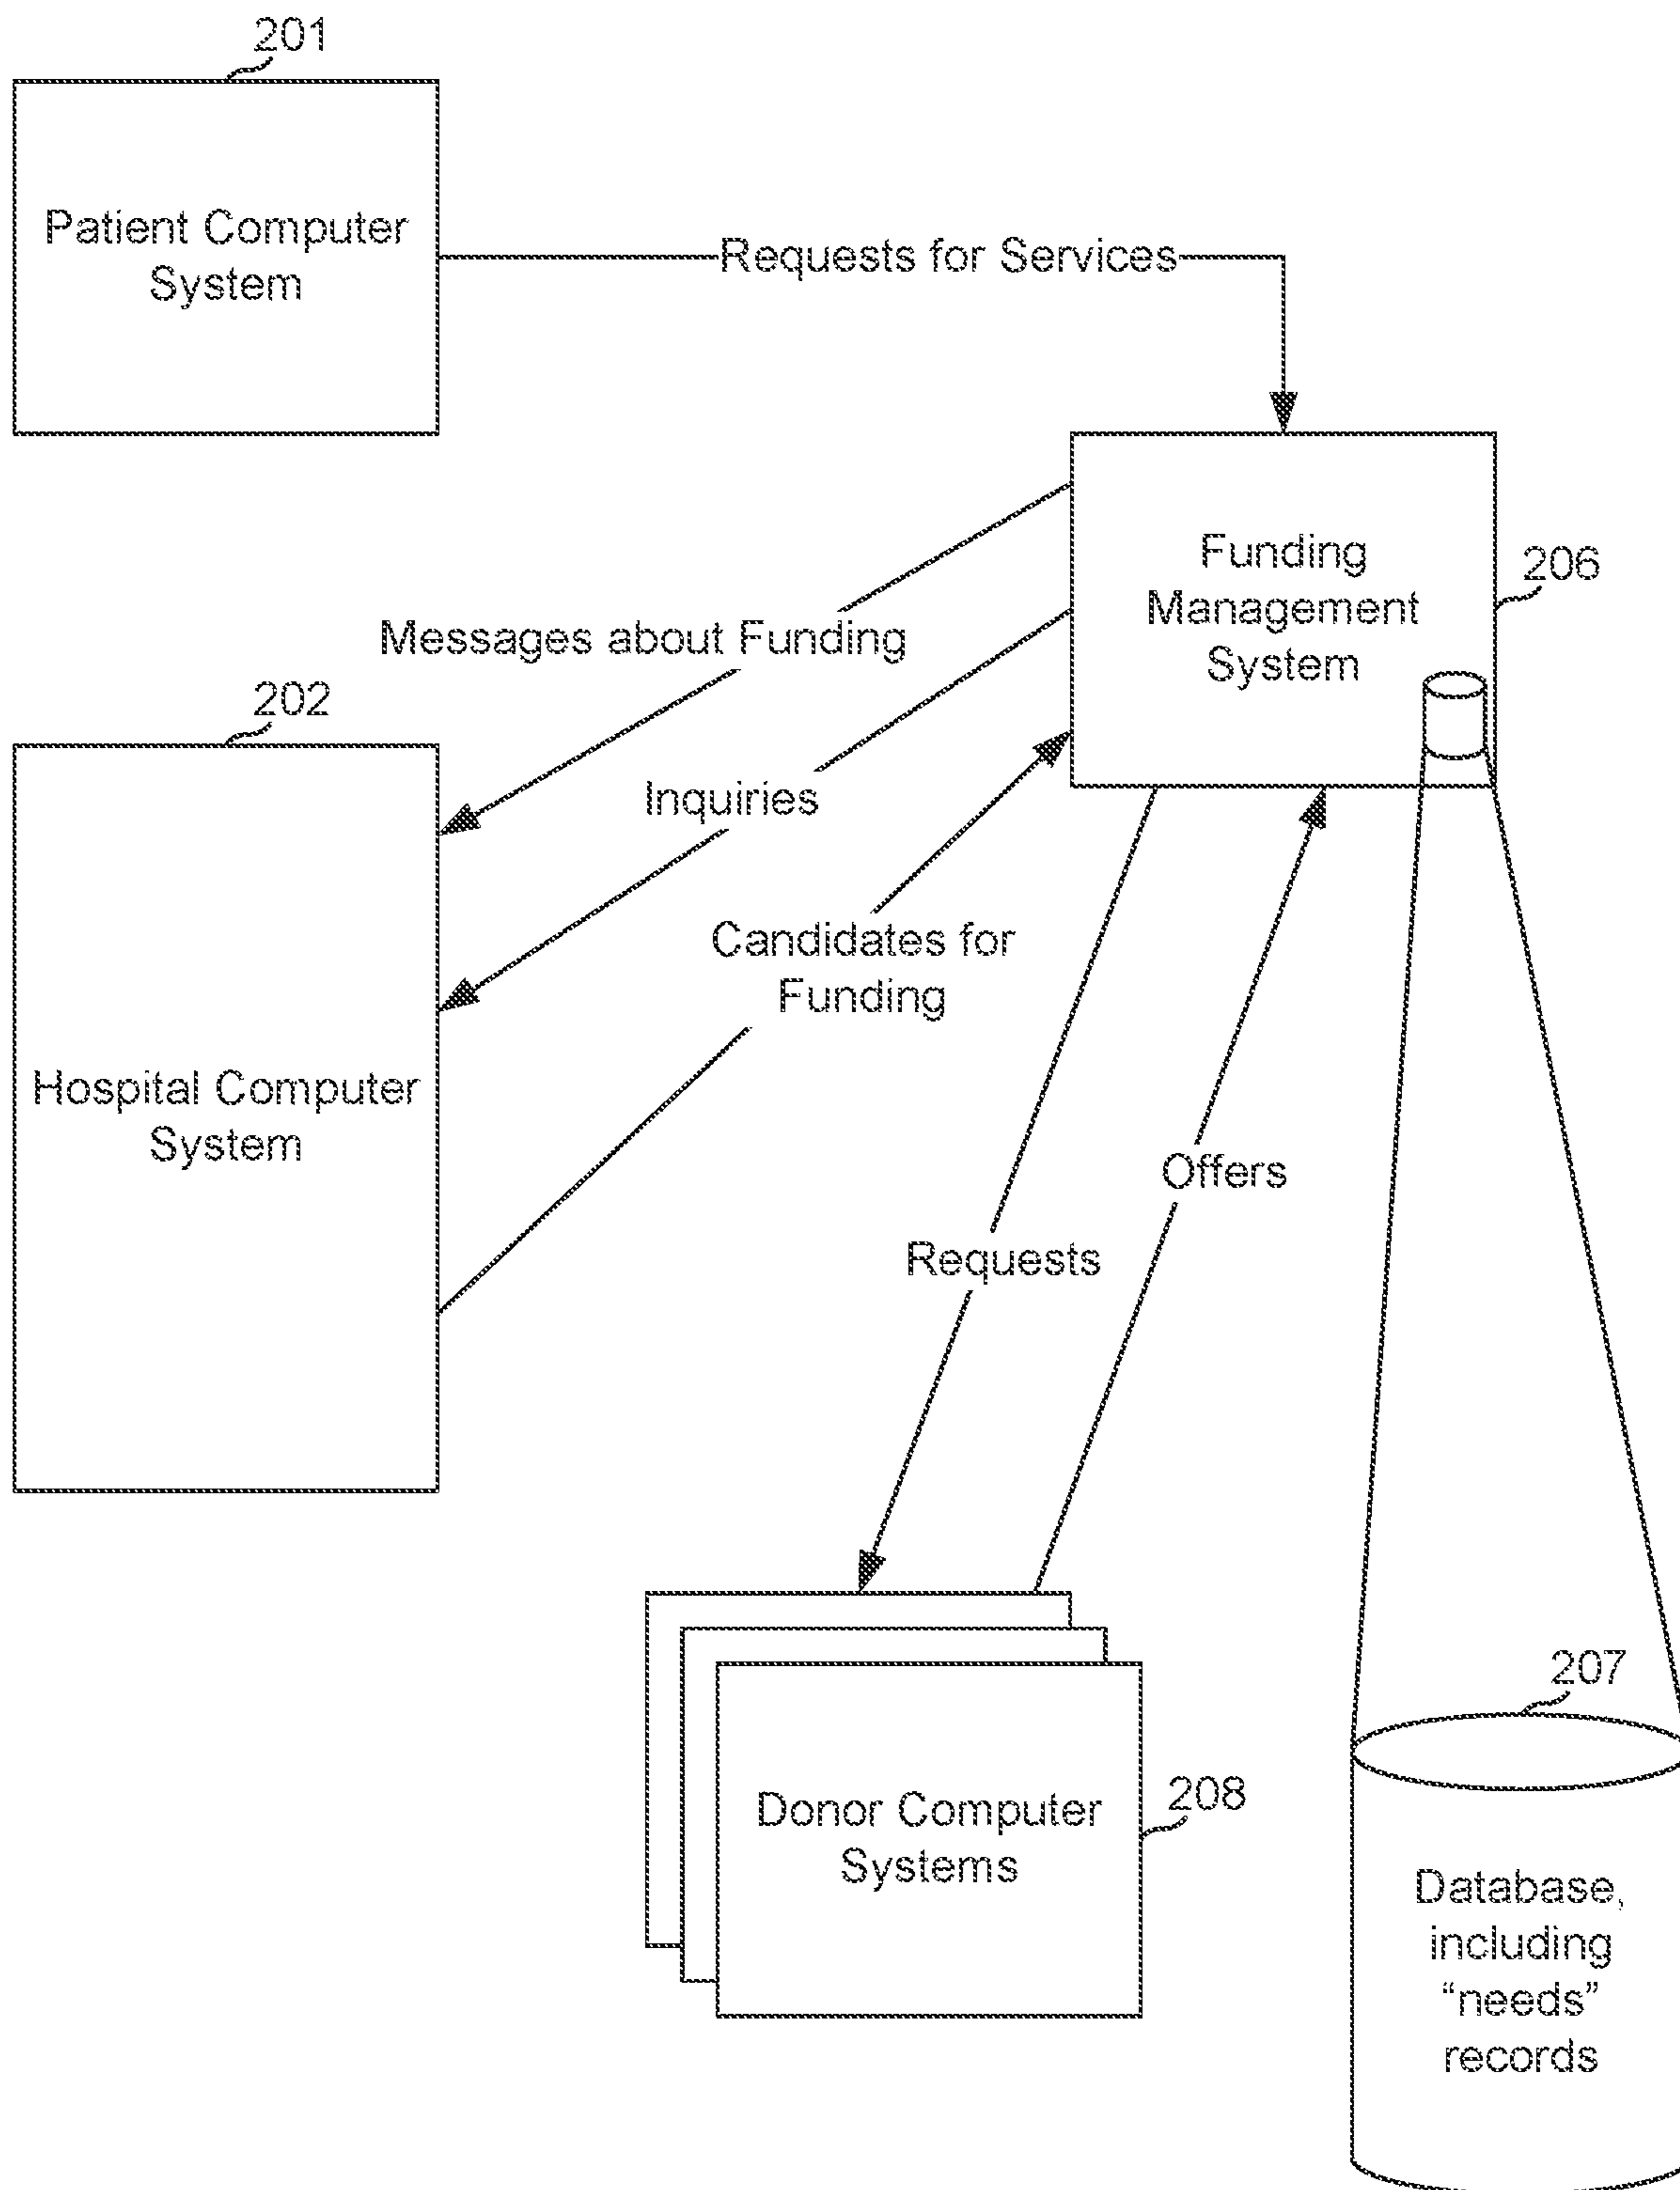 201
Patient Computer
System
Requests for Services
Funding
Management
System
206
Messages about Funding
202
Inquiries
Candidates for
Funding
Hospital Computer
System
Offers
Requests
207
208
Donor Computer
Systems
Database,
including
“needs”
records